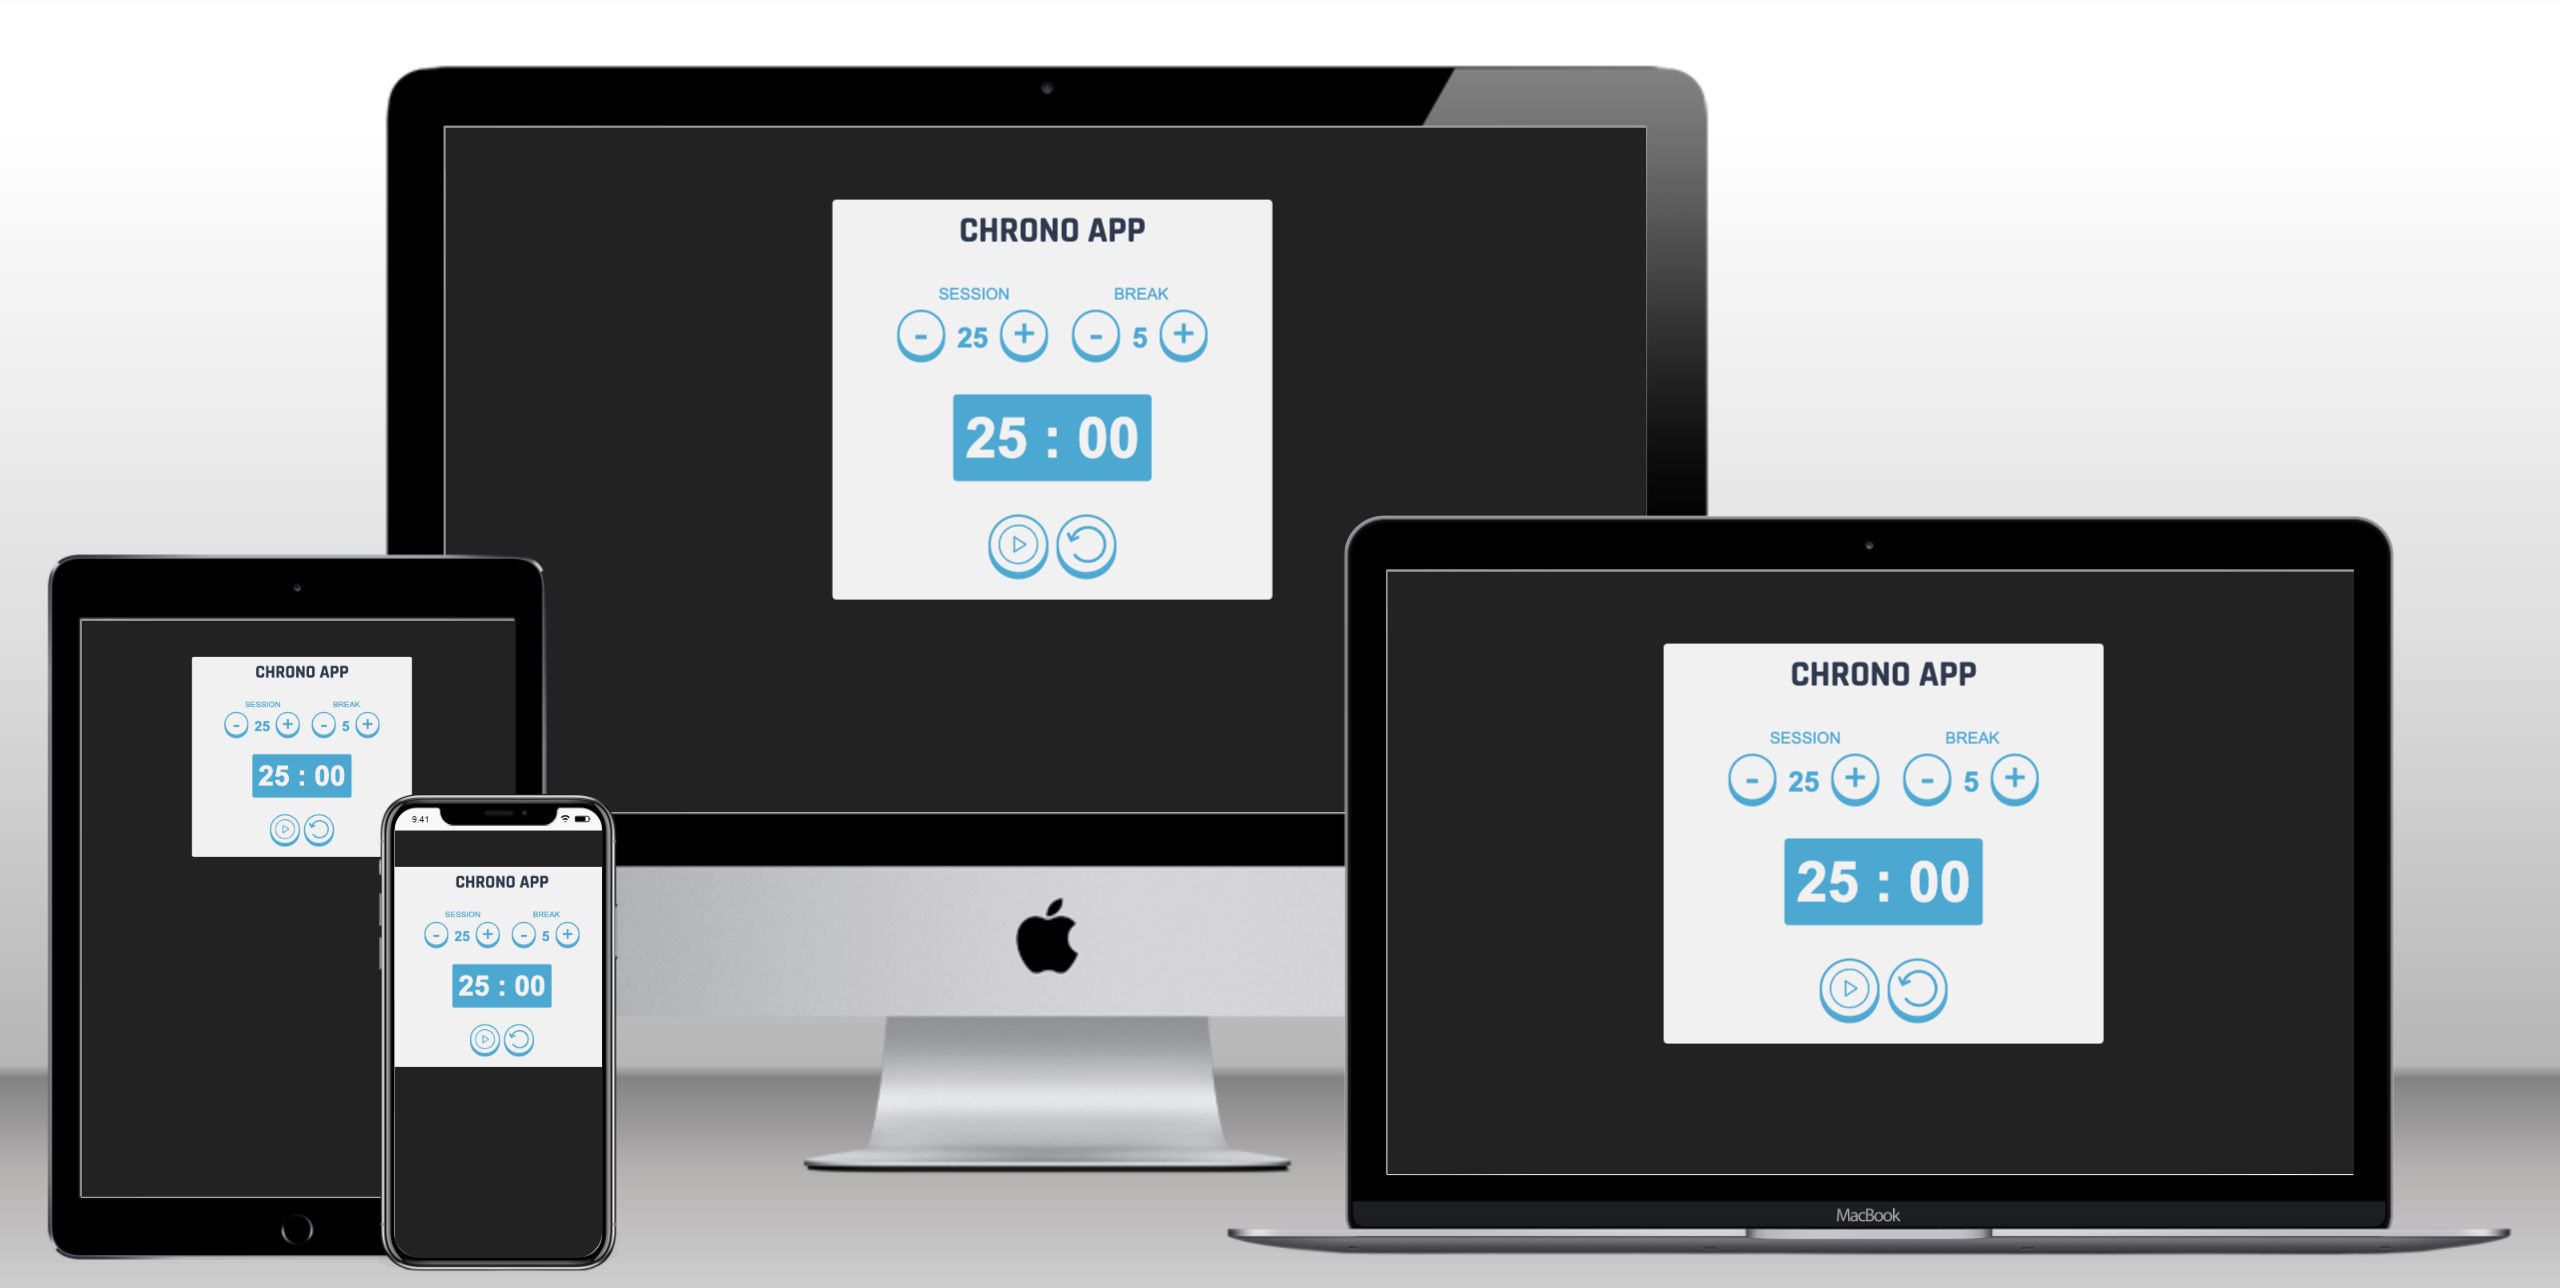 CHRONO APP
SESSION BREAK
- 25 + - 5 +
25 : 00
CHRONO APP
SESSION BREAK
- 25 + - 5 +
25 : 00
9.41
CHRONO APP
SESSION BREAK
- 25 + - 5 +
25 : 00
CHRONO APP
SESSION BREAK
- 25 + - 5 +
25 : 00
MacBook